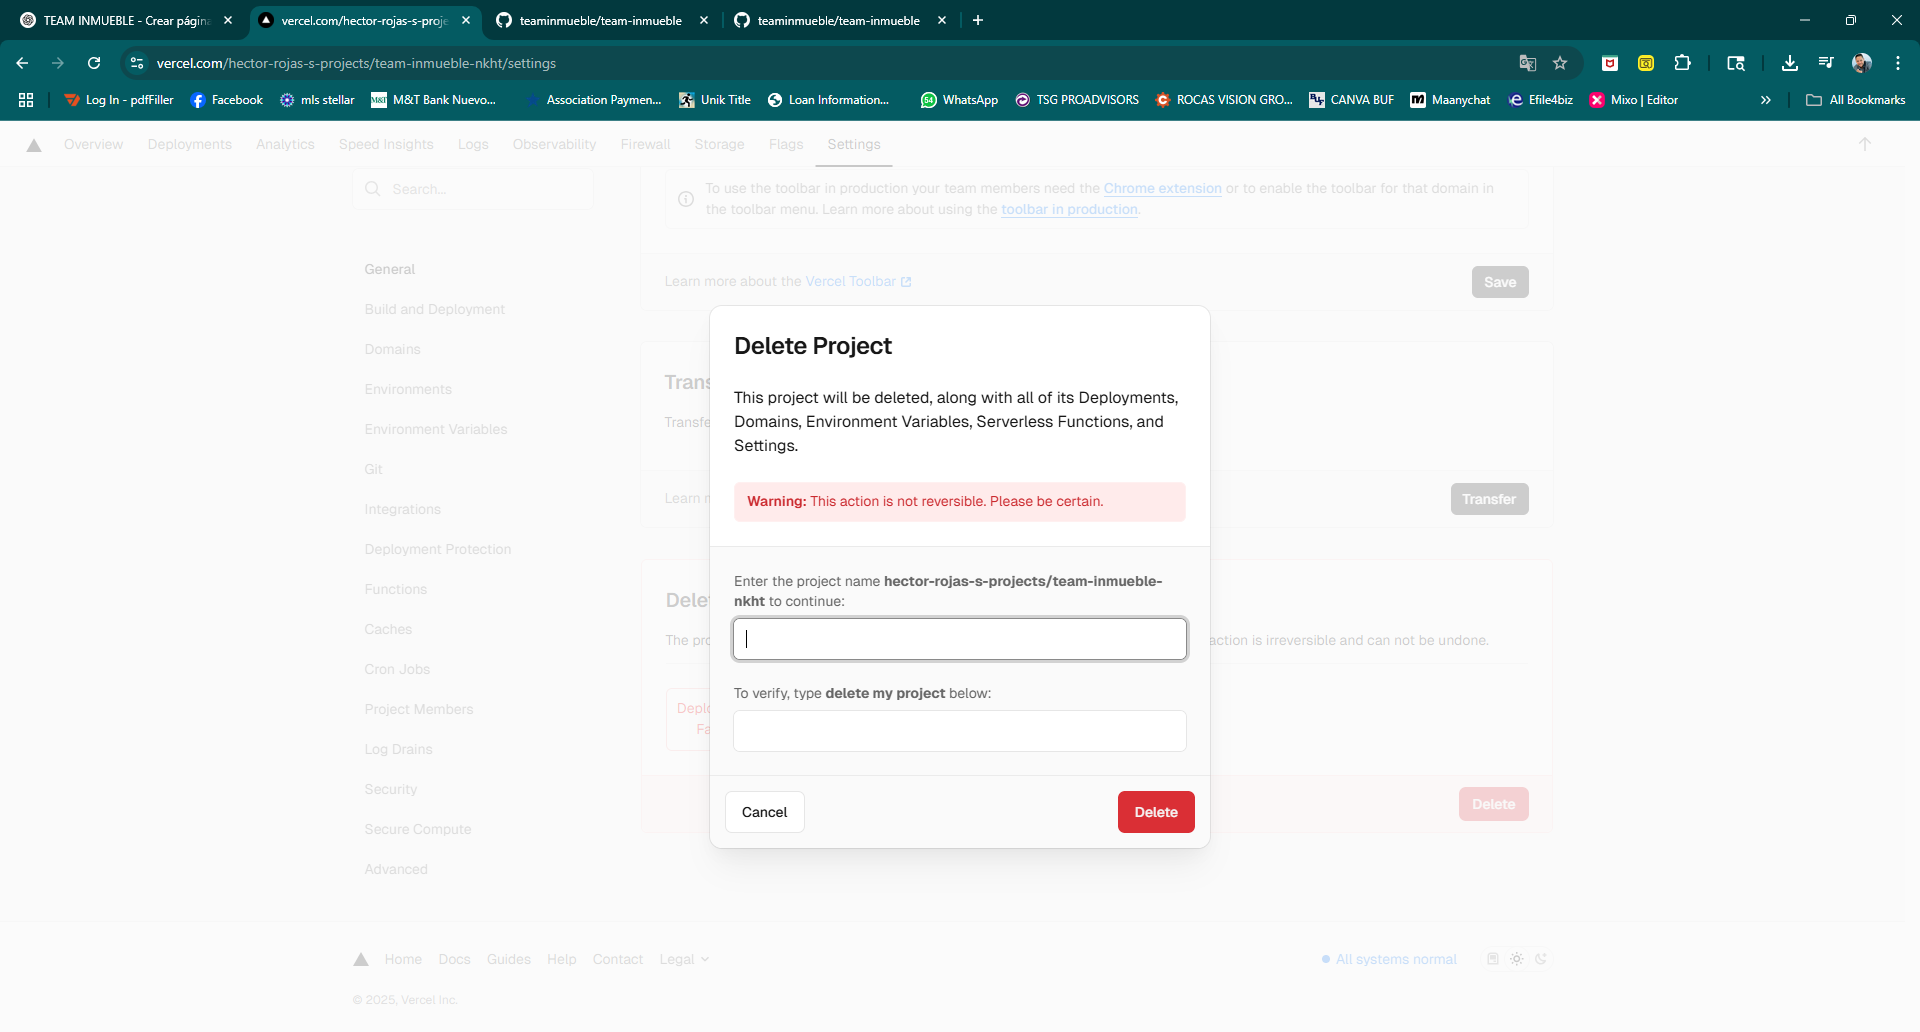 TEAM INMUEBLE - Crear págin
vercel.com/hector-rojas-s-proje
teaminmueble/team-inmueble
teaminmueble/team-inmueble
vercel.com/hector-rojas-s-projects/team-inmueble-nkht/settings
Log In - pdfFiller
Facebook
mls stellar
M&T Bank Nuevo...
Association Paymen...
Unik Title
Loan Information...
WhatsApp
TSG PROADVISORS
ROCAS VISION GRO...
CANVA BUF
Maanychat
Efile4biz
Mixo | Editor
All Bookmarks
Overview
Deployments
Analytics
Speed Insights
Logs
Observability
Firewall
Storage
Flags
Settings
Search...
General
Build and Deployment
Domains
Environments
Environment Variables
Git
Integrations
Deployment Protection
Functions
Caches
Cron Jobs
Project Members
Log Drains
Security
Secure Compute
Advanced
To use the toolbar in production your team members need the Chrome extension or to enable the toolbar for that domain in
the toolbar menu. Learn more about using the toolbar in production.
Learn more about the Vercel Toolbar
Save
Trans
Transfe
Learn
Transfer
Dele
The pro
action is irreversible and can not be undone.
Deplo
Fa
Delete
Delete Project
This project will be deleted, along with all of its Deployments,
Domains, Environment Variables, Serverless Functions, and
Settings.
Warning: This action is not reversible. Please be certain.
Enter the project name hector-rojas-s-projects/team-inmueble-
nkht to continue:
To verify, type delete my project below:
Cancel
Delete
Home
Docs
Guides
Help
Contact
Legal
All systems normal
© 2025, Vercel Inc.